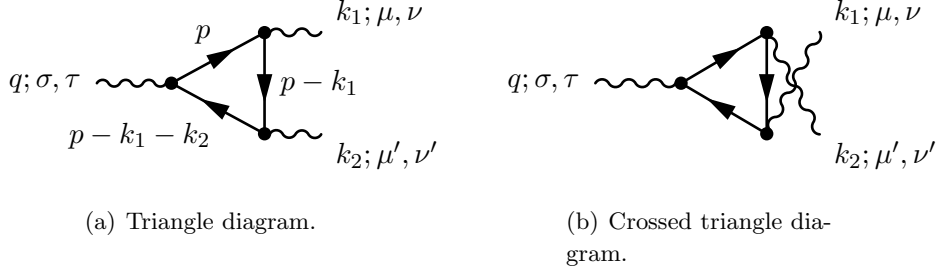 k₁; μ, ν
p
q; σ, τ
p − k₁
p − k₁ − k₂
k₂; μ′, ν′
(a) Triangle diagram.
k₁; μ, ν
q; σ, τ
k₂; μ′, ν′
(b) Crossed triangle dia-
gram.